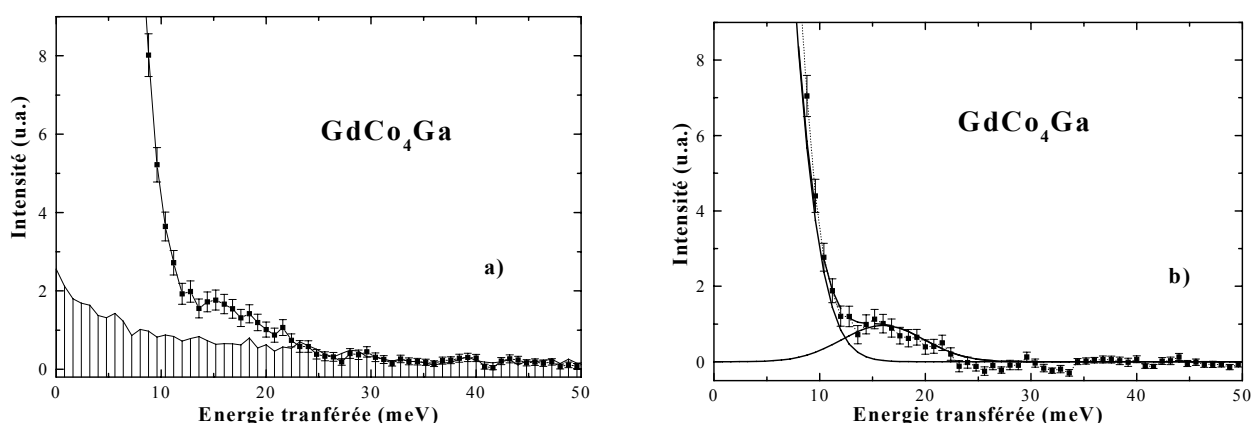 8
6
4
2
0
Intensité (u.a.)
GdCo4Ga
a)
0 10 20 30 40 50
Energie tranférée (meV)
8
6
4
2
0
Intensité (u.a.)
GdCo4Ga
b)
0 10 20 30 40 50
Energie transférée (meV)